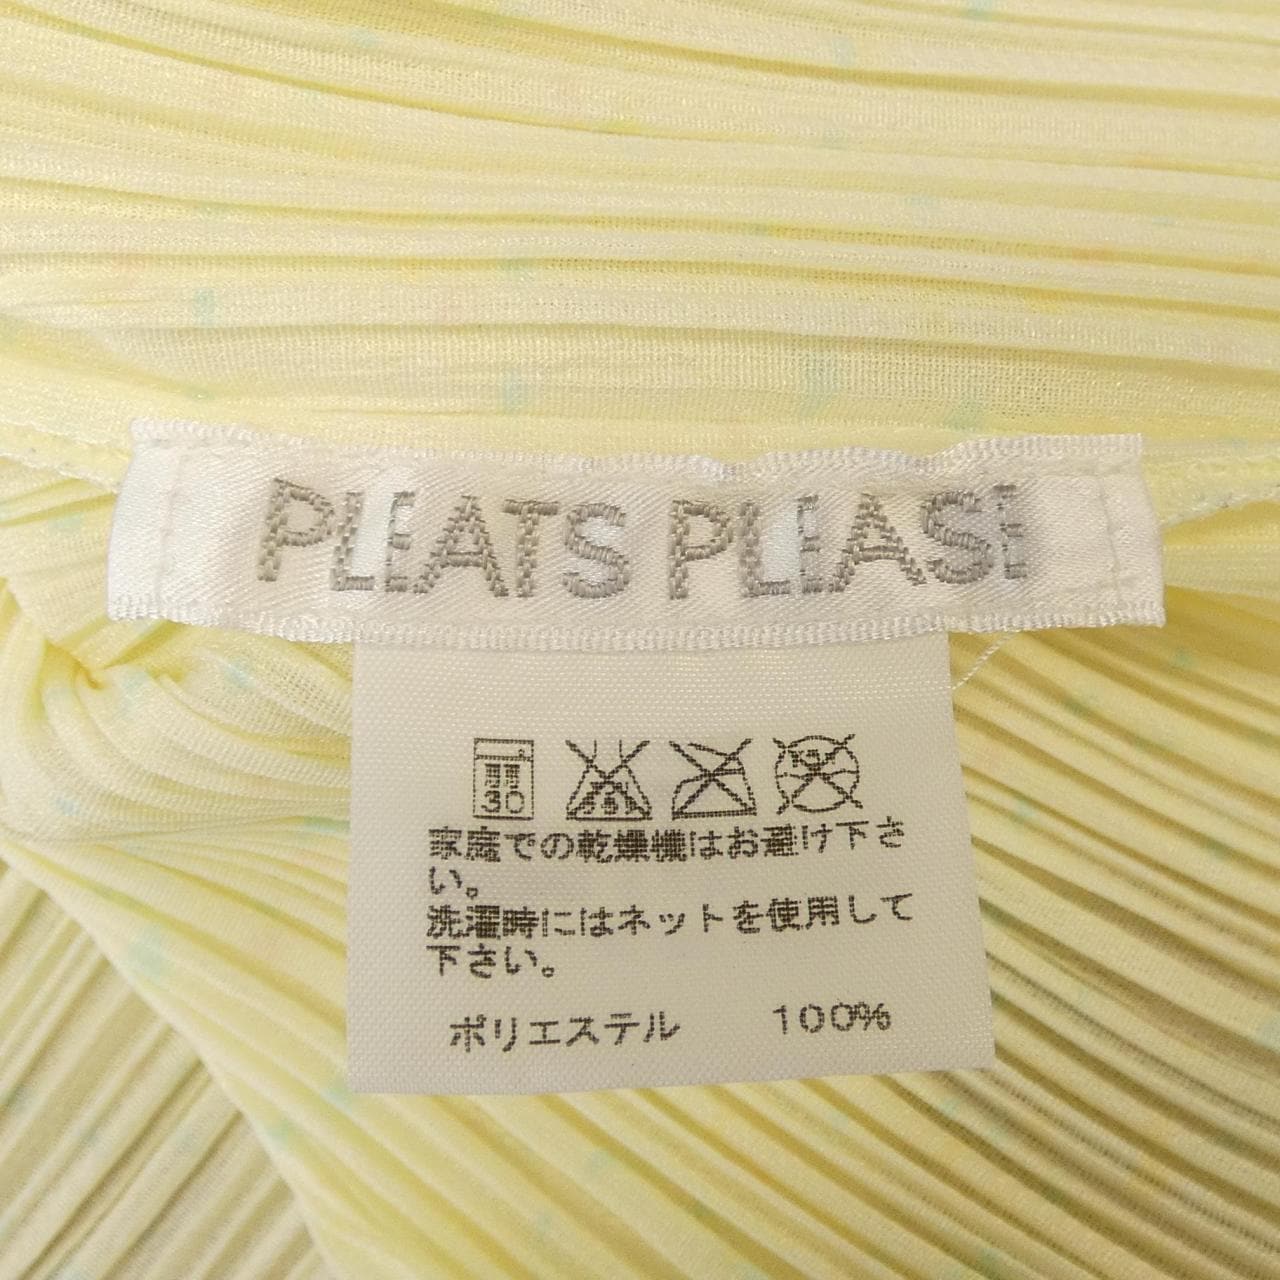 PLEATS PLEASE
弱
30
家庭での乾燥機はお避け下さ
い。
洗濯時にはネットを使用して
下さい。
ポリエステル 100%